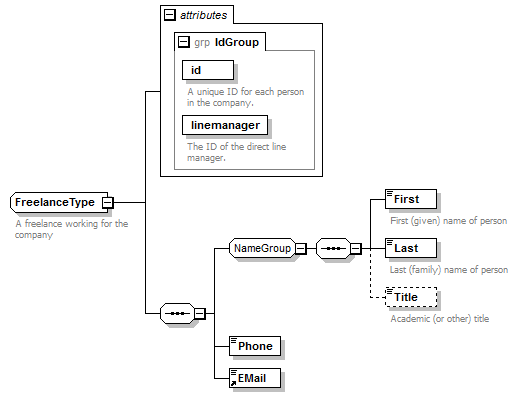 attributes
grp IdGroup
id
A unique ID for each person
in the company.
linemanager
The ID of the direct line
manager.
FreelanceType
A freelance working for the
company
NameGroup
First
First (given) name of person
Last
Last (family) name of person
Title
Academic (or other) title
Phone
EMail